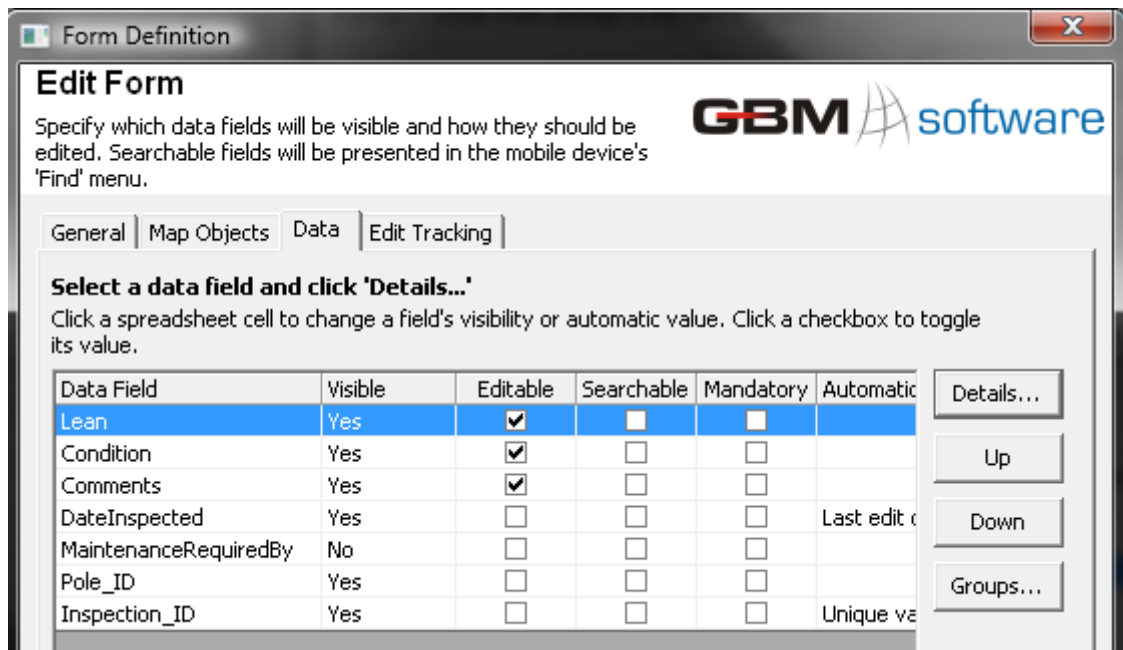 Form Definition
Edit Form
GBM software
Specify which data fields will be visible and how they should be
edited. Searchable fields will be presented in the mobile device's
'Find' menu.
General Map Objects Data Edit Tracking
Select a data field and click 'Details...'
Click a spreadsheet cell to change a field's visibility or automatic value. Click a checkbox to toggle
its value.
Data Field Visible Editable Searchable Mandatory Automatic Details...
Lean Yes
Condition Yes Up
Comments Yes
DateInspected Yes Last edit Down
MaintenanceRequiredBy No
Pole_ID Yes Groups...
Inspection_ID Yes Unique va